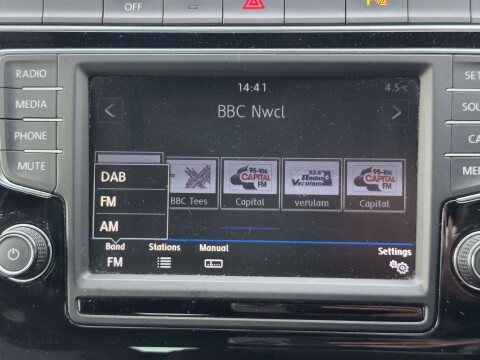 OFF
RADIO
MEDIA
PHONE
MUTE
14:41
4.5°C
BBC Nwcl
DAB
FM
AM
BBC Tees
95-106
CAPITAL
FM
Capital
92.6
Radio
Verulam
verulam
95-106
CAPITAL
FM
Capital
Band
FM
Stations
Manual
Settings
SET
SOU
CA
MEN